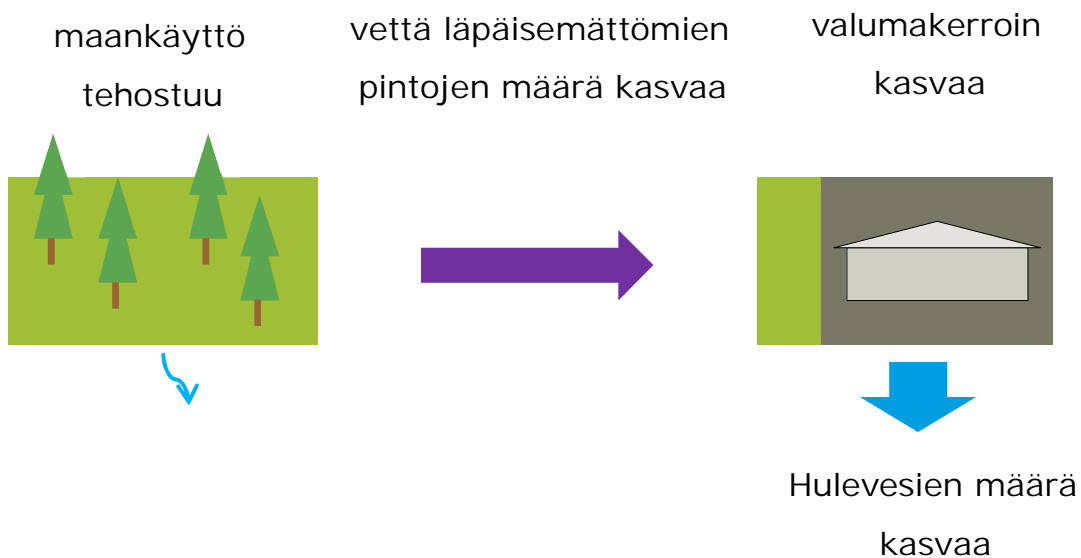 maankäyttö
tehostuu
vettä läpäisemättömien
pintojen määrä kasvaa
valumakerroin
kasvaa
Hulevesien määrä
kasvaa